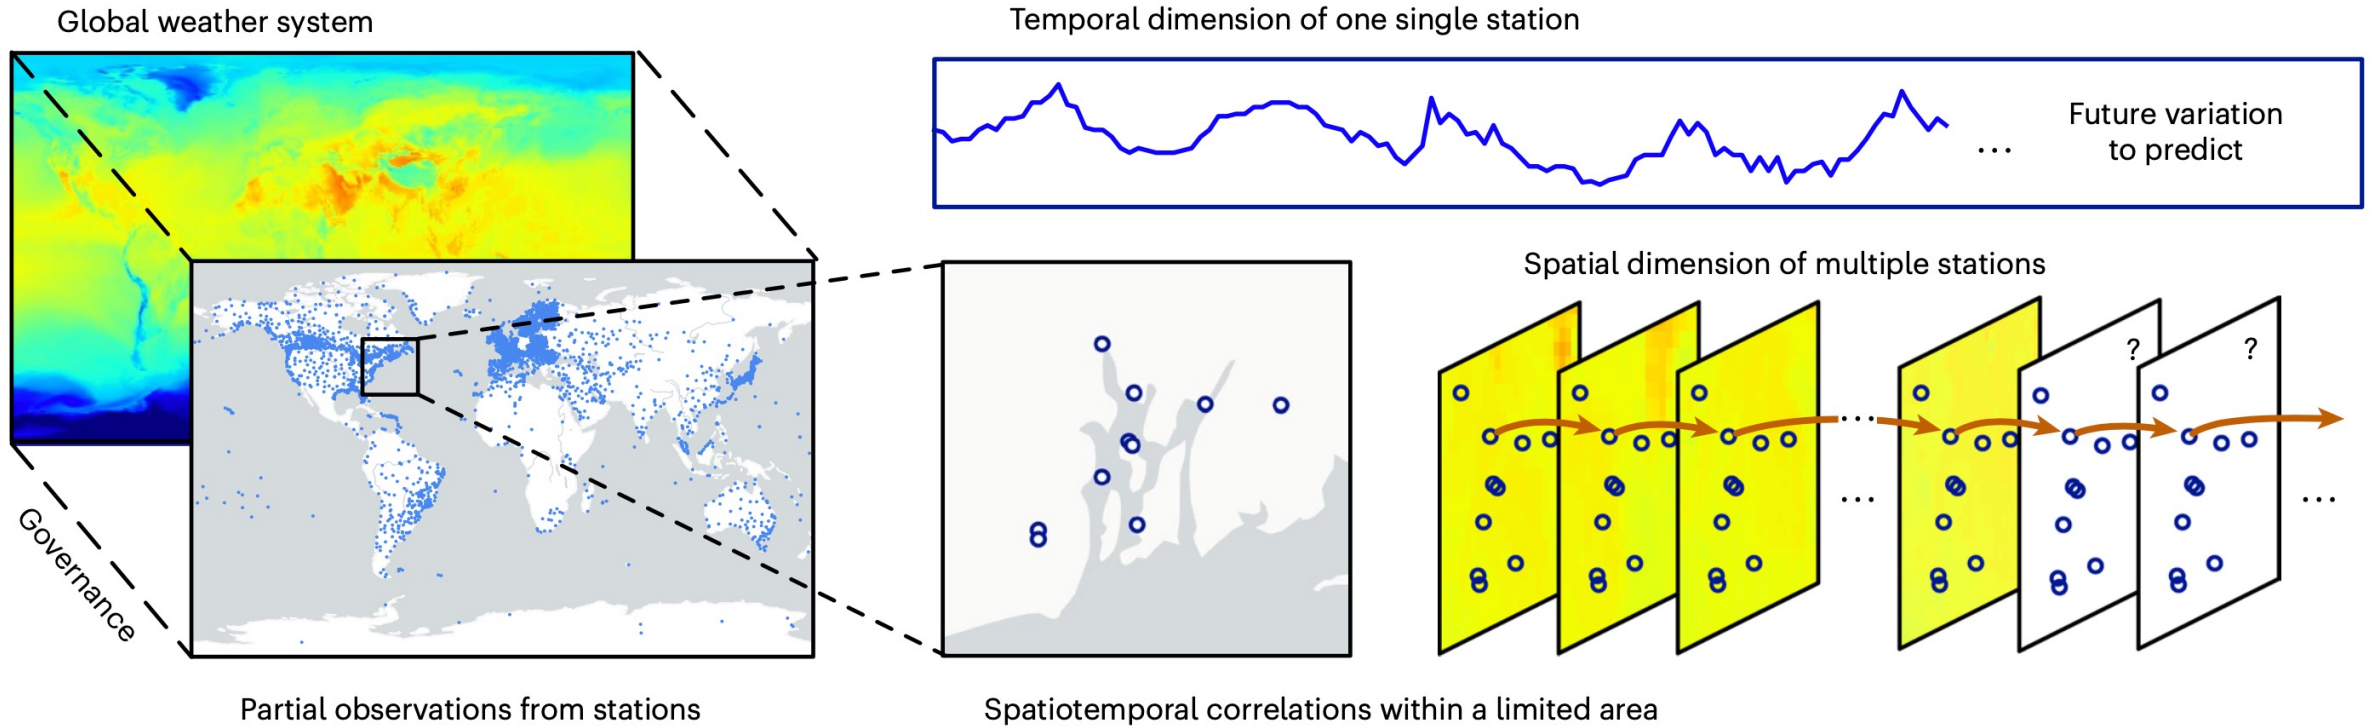 Global weather system
Temporal dimension of one single station
Future variation
to predict
...
Spatial dimension of multiple stations
? ?
...
...
...
Governance
Partial observations from stations
Spatiotemporal correlations within a limited area